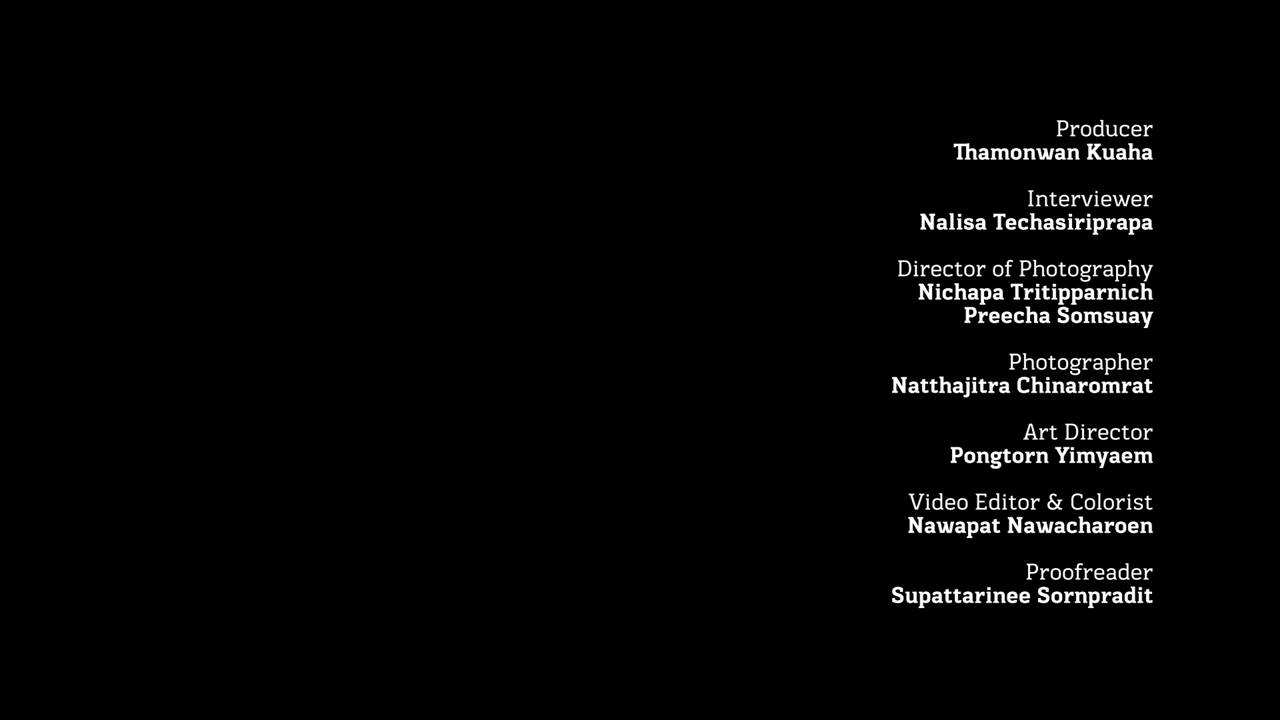 Producer
Thamonwan Kuaha
Interviewer
Nalisa Techasiriprapa
Director of Photography
Nichapa Tritipparnich
Preecha Somsuay
Photographer
Natthajitra Chinaromrat
Art Director
Pongtorn Yimyaem
Video Editor & Colorist
Nawapat Nawacharoen
Proofreader
Supattarinee Sornpradit